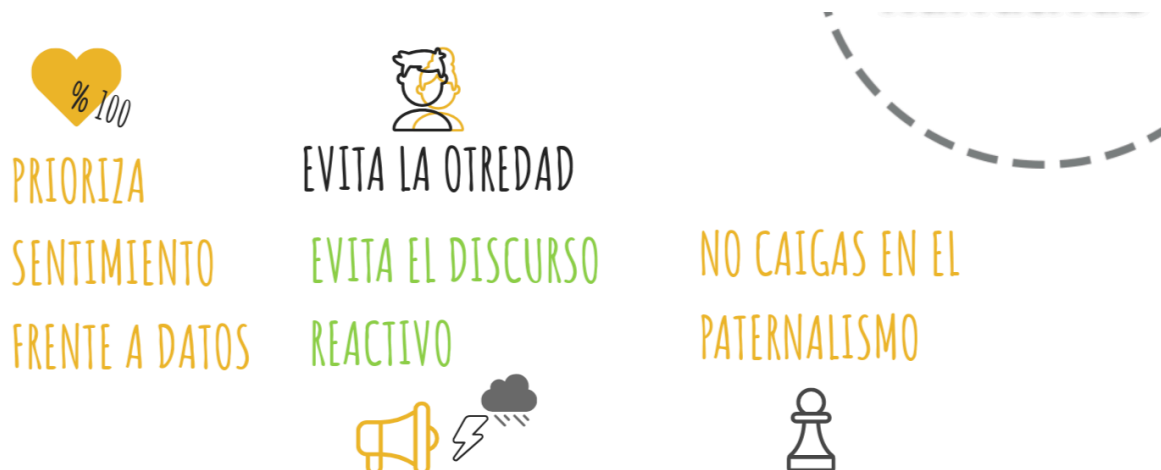 % 100
PRIORIZA
SENTIMIENTO
FRENTE A DATOS
EVITA LA OTREDAD
EVITA EL DISCURSO
REACTIVO
NO CAIGAS EN EL
PATERNALISMO